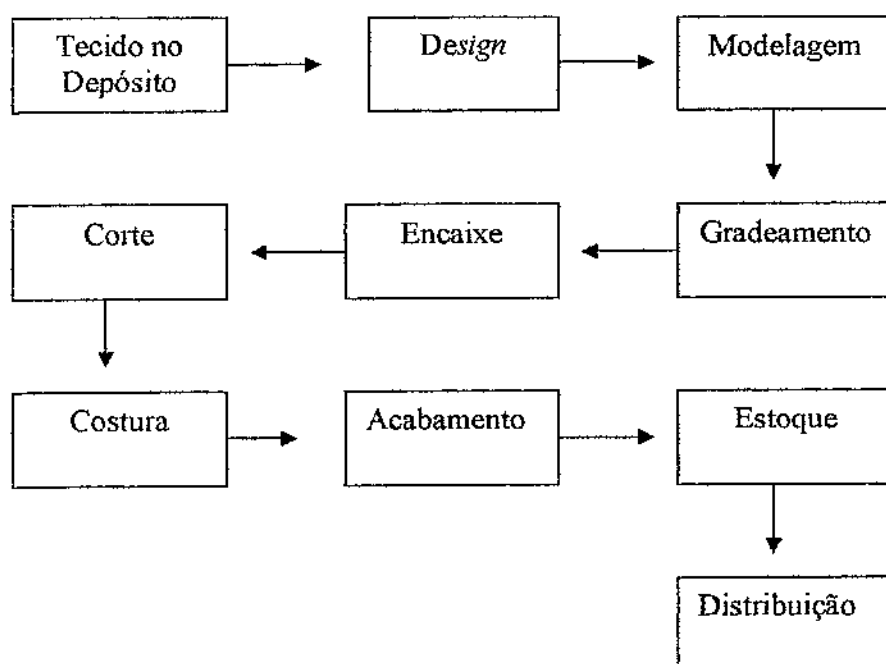 Tecido no
Depósito
Design
Modelagem
Gradeamento
Encaixe
Corte
Costura
Acabamento
Estoque
Distribuição